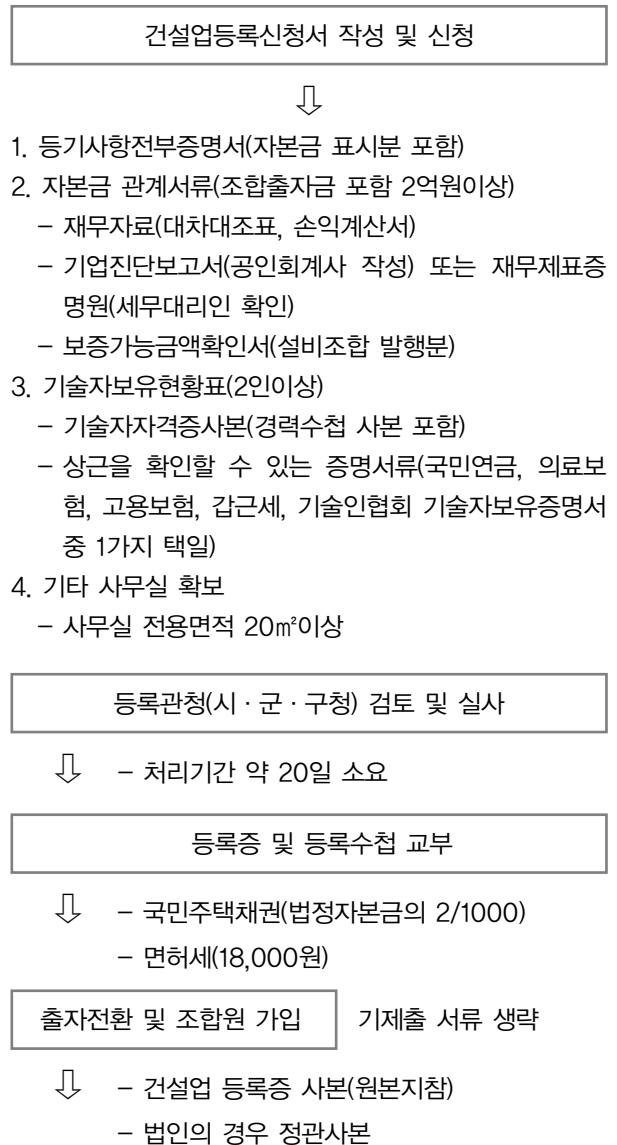 건설업등록신청서 작성 및 신청
⇩
1. 등기사항전부증명서(자본금 표시분 포함)
2. 자본금 관계서류(조합출자금 포함 2억원이상)
– 재무자료(대차대조표, 손익계산서)
– 기업진단보고서(공인회계사 작성) 또는 재무제표증
명원(세무대리인 확인)
– 보증가능금액확인서(설비조합 발행분)
3. 기술자보유현황표(2인이상)
– 기술자자격증사본(경력수첩 사본 포함)
– 상근을 확인할 수 있는 증명서류(국민연금, 의료보
험, 고용보험, 갑근세, 기술인협회 기술자보유증명서
중 1가지 택일)
4. 기타 사무실 확보
– 사무실 전용면적 20㎡이상
등록관청(시 · 군 · 구청) 검토 및 실사
⇩ – 처리기간 약 20일 소요
등록증 및 등록수첩 교부
⇩ – 국민주택채권(법정자본금의 2/1000)
– 면허세(18,000원)
출자전환 및 조합원 가입 기제출 서류 생략
⇩ – 건설업 등록증 사본(원본지참)
– 법인의 경우 정관사본